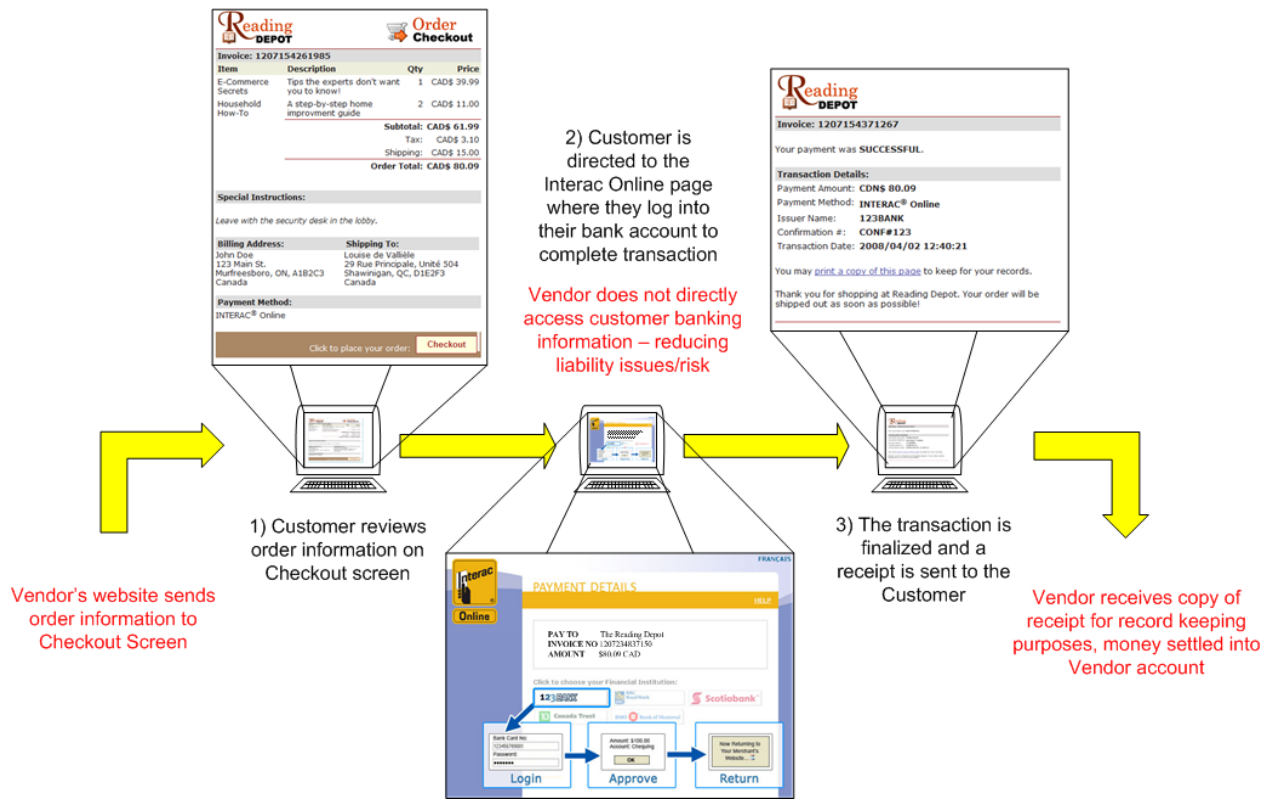 Reading
DEPOT
Order
Checkout
Invoice: 1207154261985
Item Description Qty Price
E-Commerce Tips the experts don't want 1 CAD$ 39.99
Secrets you to know!
Household A step-by-step home 2 CAD$ 11.00
How-To improvment guide
Subtotal: CAD$ 61.99
Tax: CAD$ 3.10
Shipping: CAD$ 15.00
Order Total: CAD$ 80.09
Special Instructions:
Leave with the security desk in the lobby.
Billing Address: Shipping To:
John Doe Louise de Vallièle
123 Main St. 29 Rue Principale, Unité 504
Murfreesboro, ON, A1B2C3 Shawinigan, QC, D1E2F3
Canada Canada
Payment Method:
INTERAC® Online
Click to place your order: Checkout
2) Customer is
directed to the
Interac Online page
where they log into
their bank account to
complete transaction
Vendor does not directly
access customer banking
information – reducing
liability issues/risk
Reading
DEPOT
Invoice: 1207154371267
Your payment was SUCCESSFUL.
Transaction Details:
Payment Amount: CDN$ 80.09
Payment Method: INTERAC® Online
Issuer Name: 123BANK
Confirmation #: CONF#123
Transaction Date: 2008/04/02 12:40:21
You may print a copy of this page to keep for your records.
Thank you for shopping at Reading Depot. Your order will be
shipped out as soon as possible!
Vendor's website sends
order information to
Checkout Screen
1) Customer reviews
order information on
Checkout screen
3) The transaction is
finalized and a
receipt is sent to the
Customer
Vendor receives copy of
receipt for record keeping
purposes, money settled into
Vendor account
FRANÇAIS
Interac
Online
PAYMENT DETAILS
HELP
PAY TO The Reading Depot
INVOICE NO 1207234837150
AMOUNT $80.09 CAD
Click to choose your Financial Institution:
123BANK RBC Royal Bank Scotiabank
TD Canada Trust BMO Bank of Montreal
Bank Card No:
Password:
•••••••
Login
Amount: $100.00
Account: Chequing
OK
Approve
Now Returning to
Your Merchant's
Website...
Return